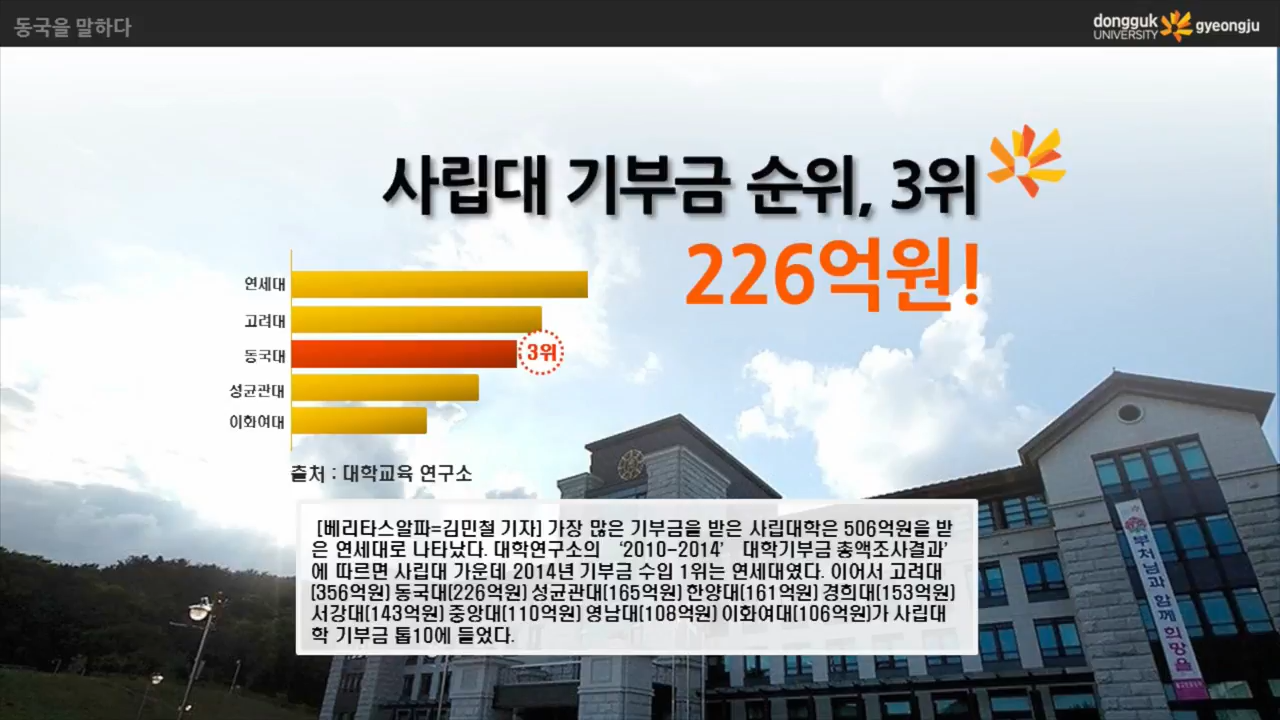 동국을 말하다
dongguk
UNIVERSITY
gyeongju
사립대 기부금 순위, 3위
226억원!
연세대
고려대
동국대
3위
성균관대
이화여대
출처 : 대학교육 연구소
[베리타스알파=김민철 기자] 가장 많은 기부금을 받은 사립대학은 506억원을 받
은 연세대로 나타났다. 대학연구소의 ‘2010-2014’ 대학기부금 총액조사결과’
에 따르면 사립대 가운데 2014년 기부금 수입 1위는 연세대였다. 이어서 고려대
(356억원) 동국대(226억원) 성균관대(165억원) 한양대(161억원) 경희대(153억원)
서강대(143억원) 중앙대(110억원) 영남대(108억원) 이화여대(106억원)가 사립대
학 기부금 톱10에 들었다.
부처님과 함께 희망을